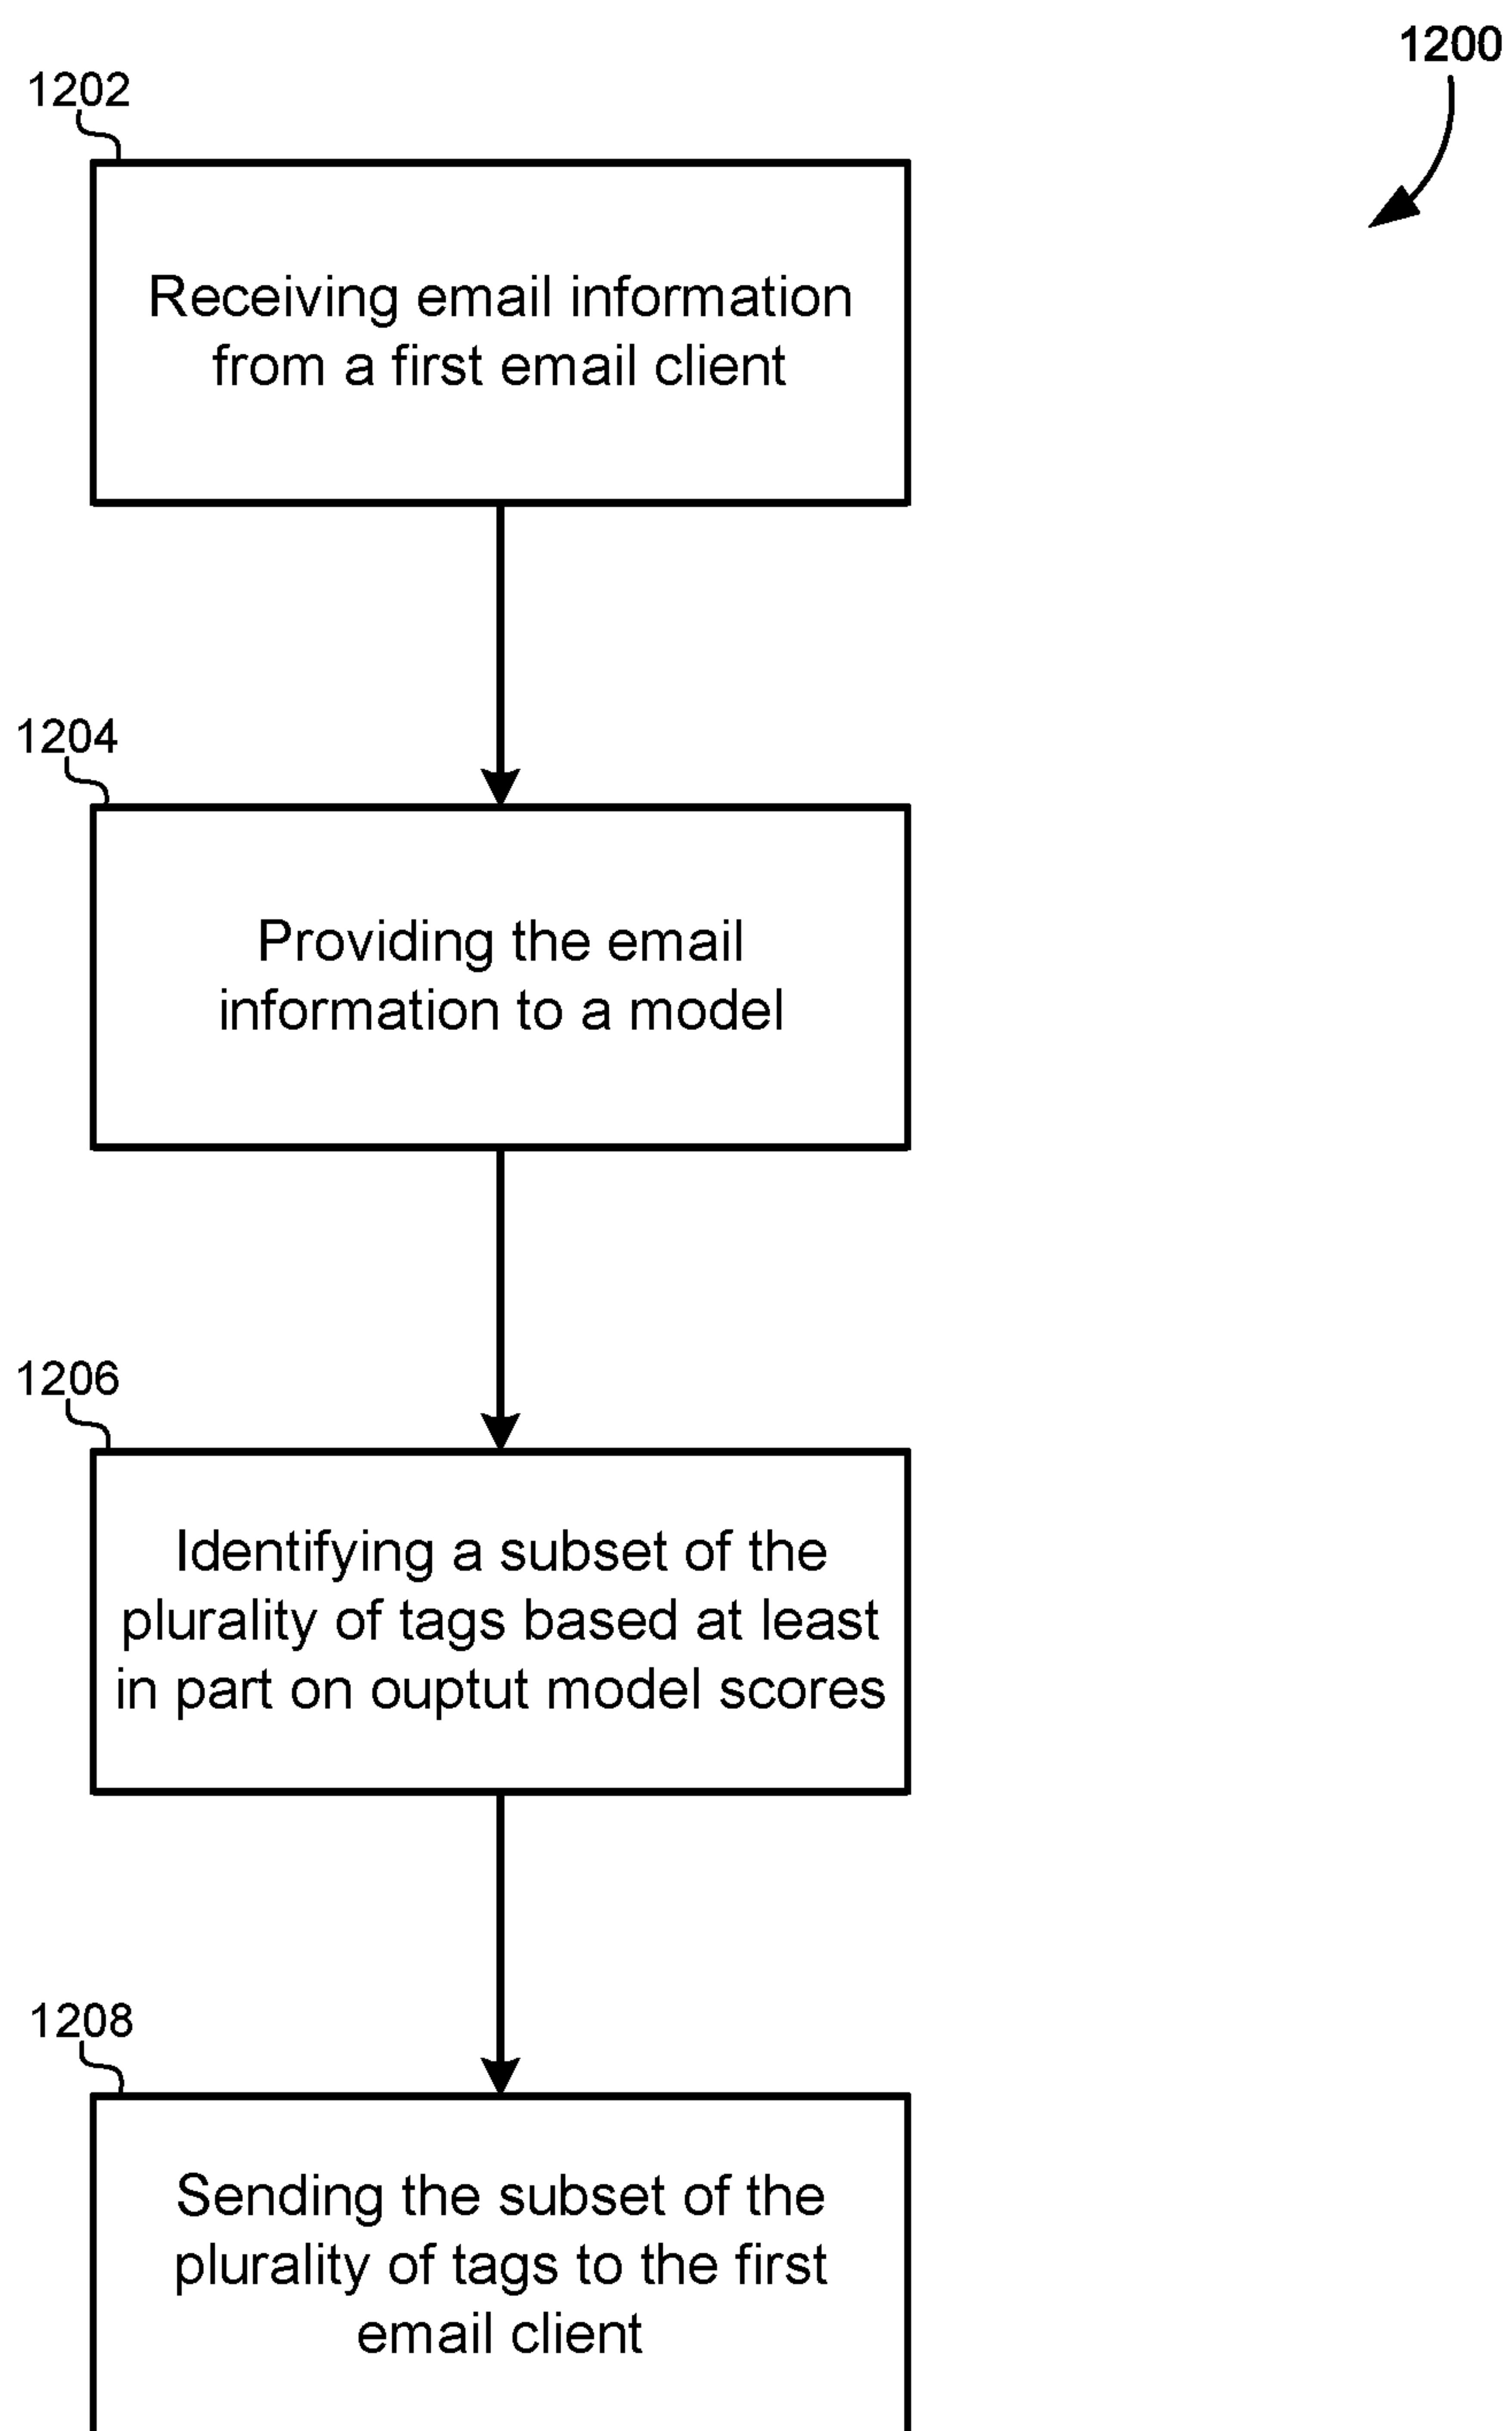 1200
1202
Receiving email information
from a first email client
1204
Providing the email
information to a model
1206
Identifying a subset of the
plurality of tags based at least
in part on ouptut model scores
1208
Sending the subset of the
plurality of tags to the first
email client